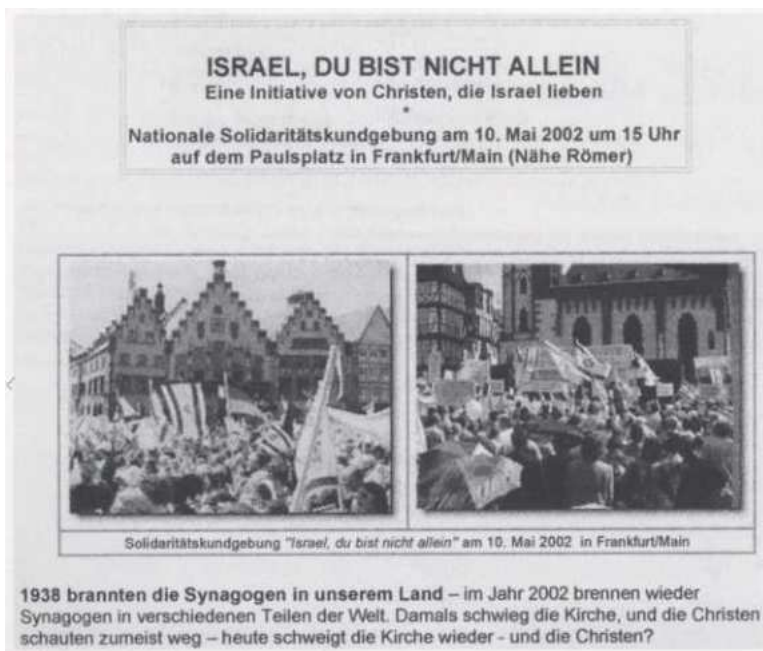 ISRAEL, DU BIST NICHT ALLEIN
Eine Initiative von Christen, die Israel lieben
*
Nationale Solidaritätskundgebung am 10. Mai 2002 um 15 Uhr
auf dem Paulsplatz in Frankfurt/Main (Nähe Römer)
Solidaritätskundgebung "Israel, du bist nicht allein" am 10. Mai 2002 in Frankfurt/Main
1938 brannten die Synagogen in unserem Land – im Jahr 2002 brennen wieder
Synagogen in verschiedenen Teilen der Welt. Damals schwieg die Kirche, und die Christen
schauten zumeist weg – heute schweigt die Kirche wieder - und die Christen?